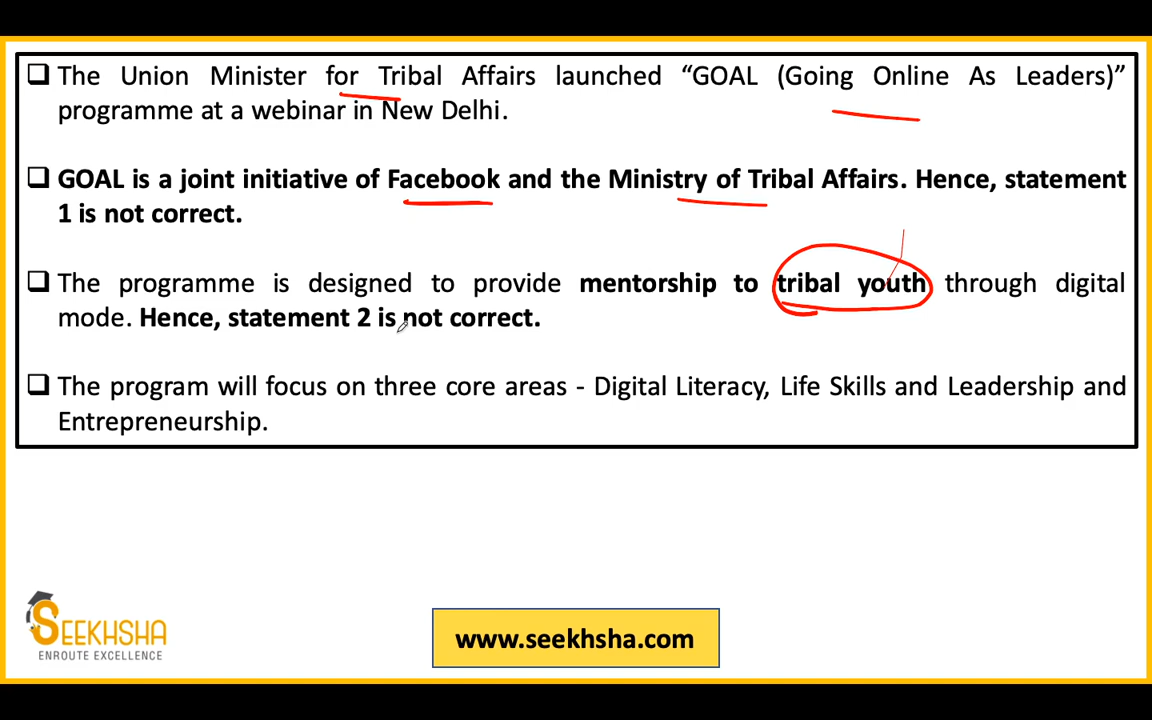 ❑ The Union Minister for Tribal Affairs launched “GOAL (Going Online As Leaders)”
programme at a webinar in New Delhi.
❑ GOAL is a joint initiative of Facebook and the Ministry of Tribal Affairs. Hence, statement
1 is not correct.
❑ The programme is designed to provide mentorship to tribal youth through digital
mode. Hence, statement 2 is not correct.
❑ The program will focus on three core areas - Digital Literacy, Life Skills and Leadership and
Entrepreneurship.
SEEKHSHA
ENROUTE EXCELLENCE
www.seekhsha.com